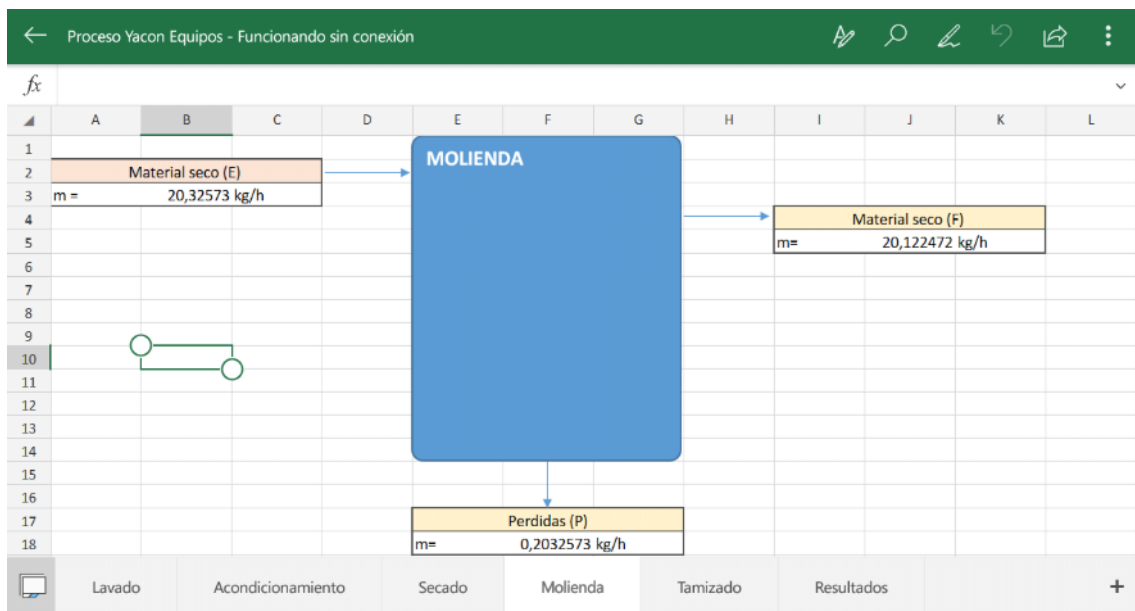 Proceso Yacon Equipos - Funcionando sin conexión
fx
A B C D E F G H I J K L
1
MOLIENDA
2 Material seco (E)
3 m = 20,32573 kg/h
4 Material seco (F)
5 m= 20,122472 kg/h
6
7
8
9
10
11
12
13
14
15
16
17 Perdidas (P)
18 m= 0,2032573 kg/h
Lavado Acondicionamiento Secado Molienda Tamizado Resultados +